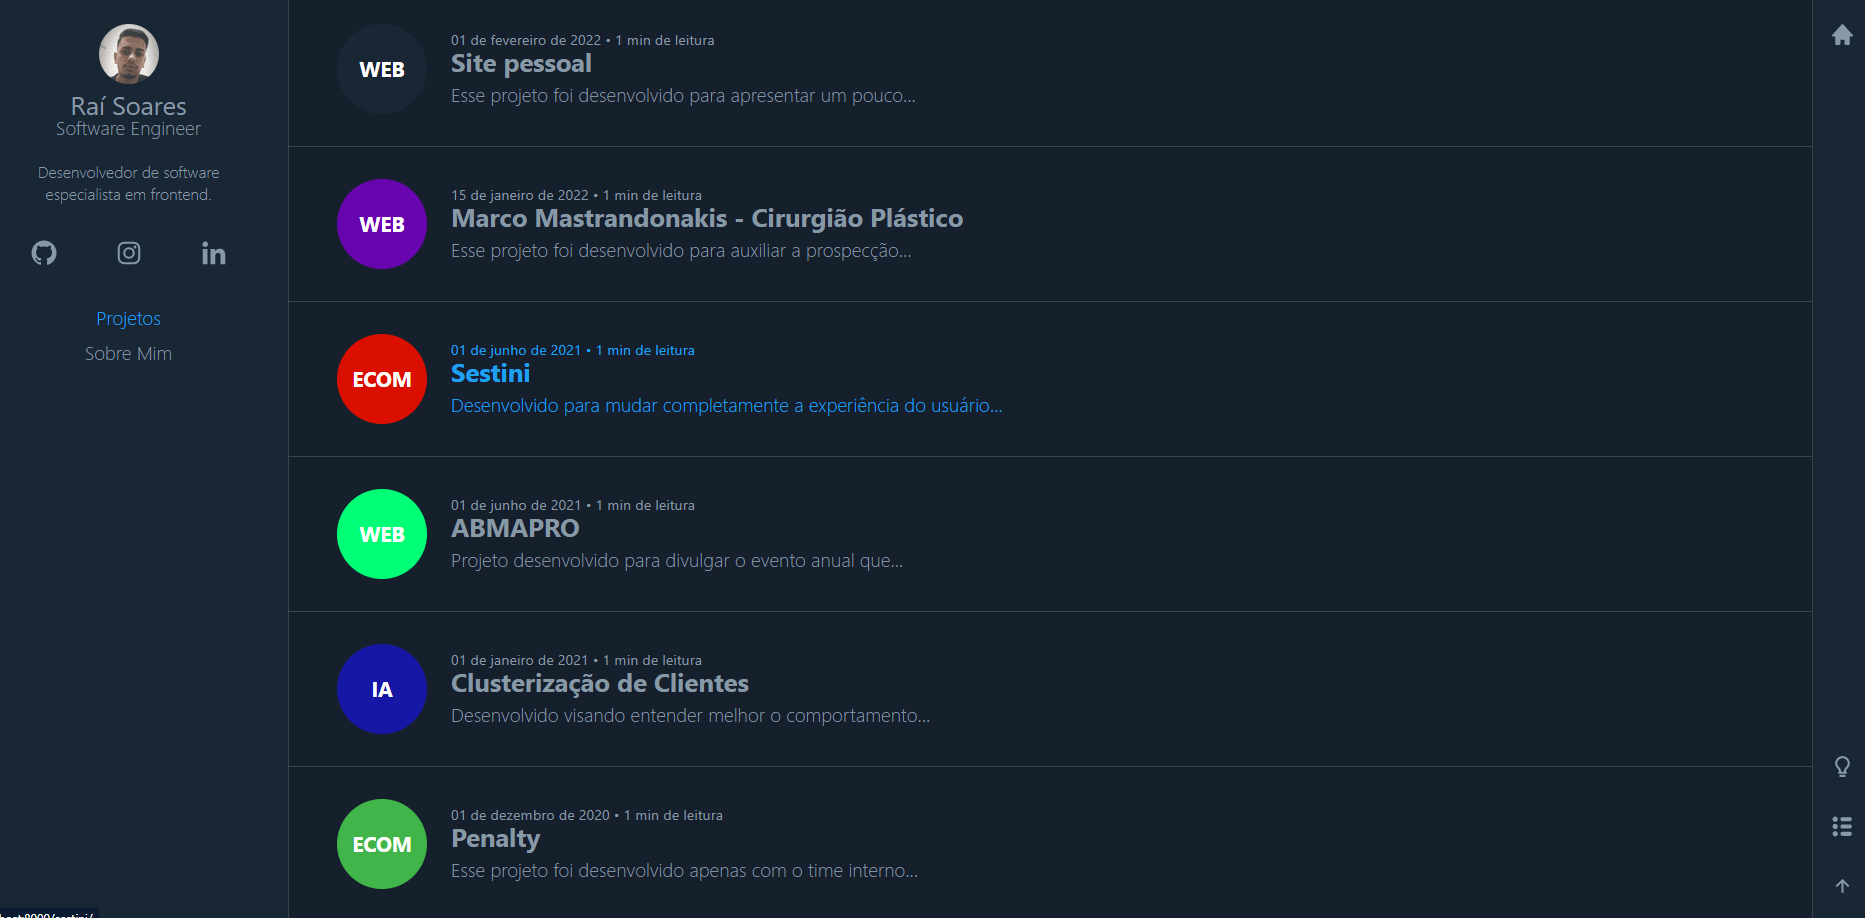 Raí Soares
Software Engineer
Desenvolvedor de software
especialista em frontend.
Projetos
Sobre Mim
WEB
01 de fevereiro de 2022 • 1 min de leitura
Site pessoal
Esse projeto foi desenvolvido para apresentar um pouco...
WEB
15 de janeiro de 2022 • 1 min de leitura
Marco Mastrandonakis - Cirurgião Plástico
Esse projeto foi desenvolvido para auxiliar a prospecção...
ECOM
01 de junho de 2021 • 1 min de leitura
Sestini
Desenvolvido para mudar completamente a experiência do usuário...
WEB
01 de junho de 2021 • 1 min de leitura
ABMAPRO
Projeto desenvolvido para divulgar o evento anual que...
IA
01 de janeiro de 2021 • 1 min de leitura
Clusterização de Clientes
Desenvolvido visando entender melhor o comportamento...
ECOM
01 de dezembro de 2020 • 1 min de leitura
Penalty
Esse projeto foi desenvolvido apenas com o time interno...